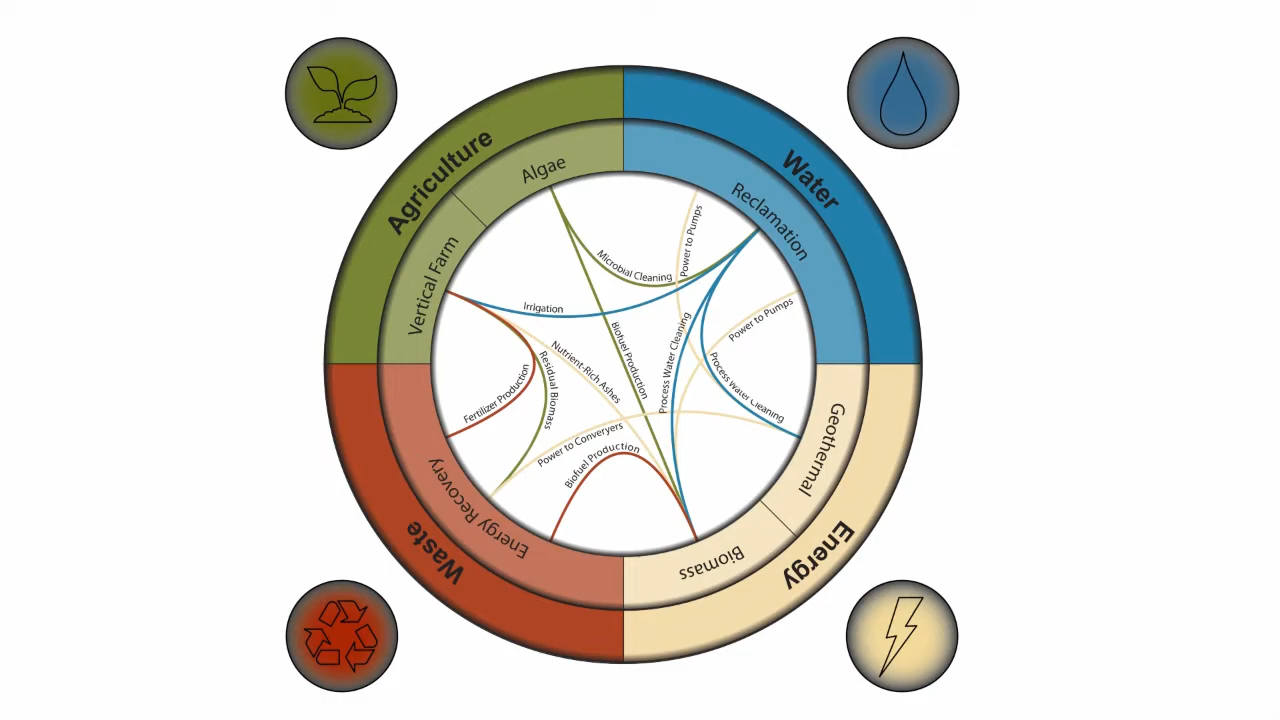 Agriculture
Water
Algae
Reclamation
Vertical Farm
Power to Pumps
Microbial Cleaning
Irrigation
Power to Pumps
Biofuel Production
Process Water Cleaning
Nutrient-Rich Ashes
Residual Biomass
Process Water Cleaning
Fertilizer Production
Power to Converyers
Biofuel Production
Geothermal
Energy Recovery
Biomass
Waste
Energy